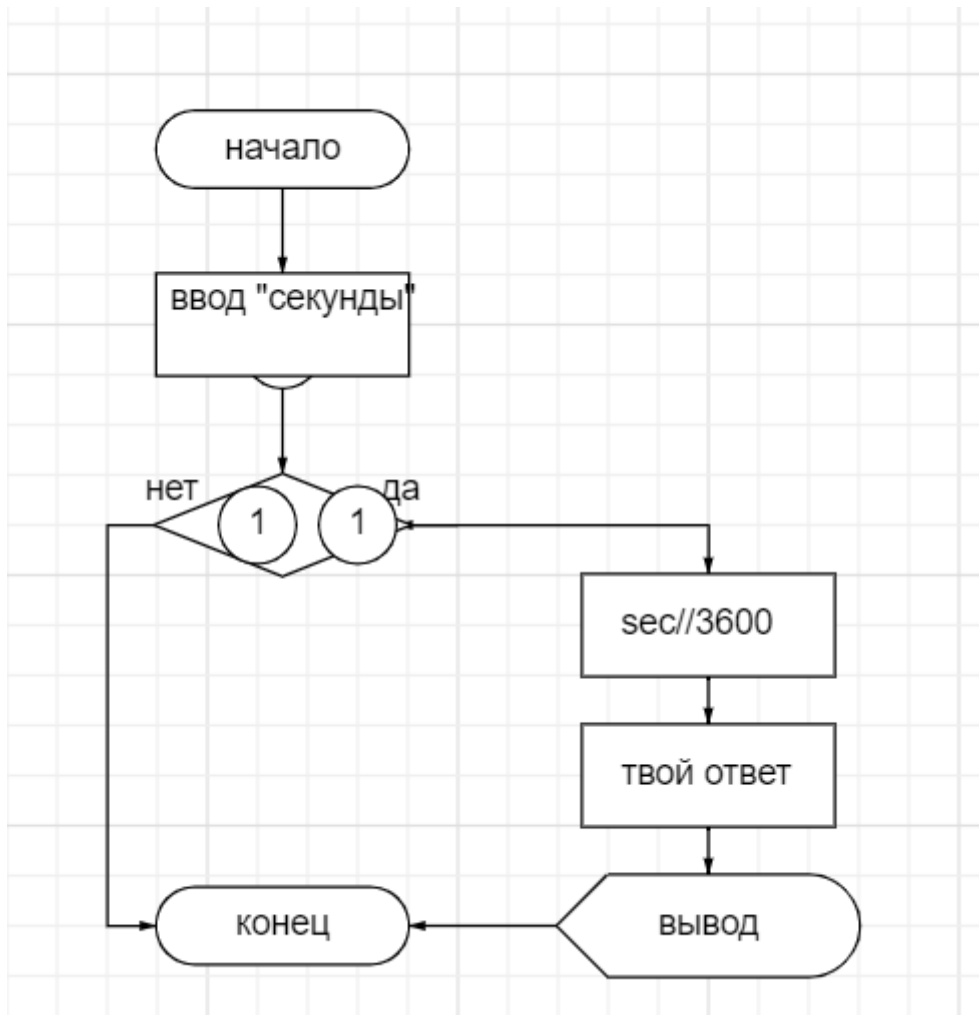 начало
ввод "секунды"
нет
да
1
1
sec//3600
твой ответ
конец
вывод